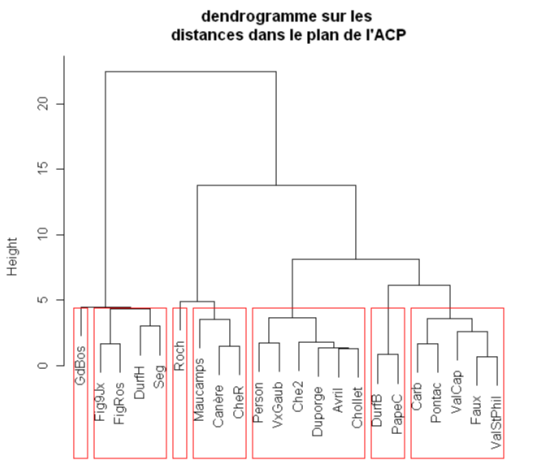 dendrogramme sur les
distances dans le plan de l'ACP
Height
20
15
10
5
0
GdBos
Fig9Jx
FigRos
DurfH
Seg
Roch
Maucamps
Canère
CheR
Person
VxGaub
Che2
Duporge
Avril
Chollet
DurfB
PapeC
Carb
Pontac
ValCap
Faux
ValStPhil